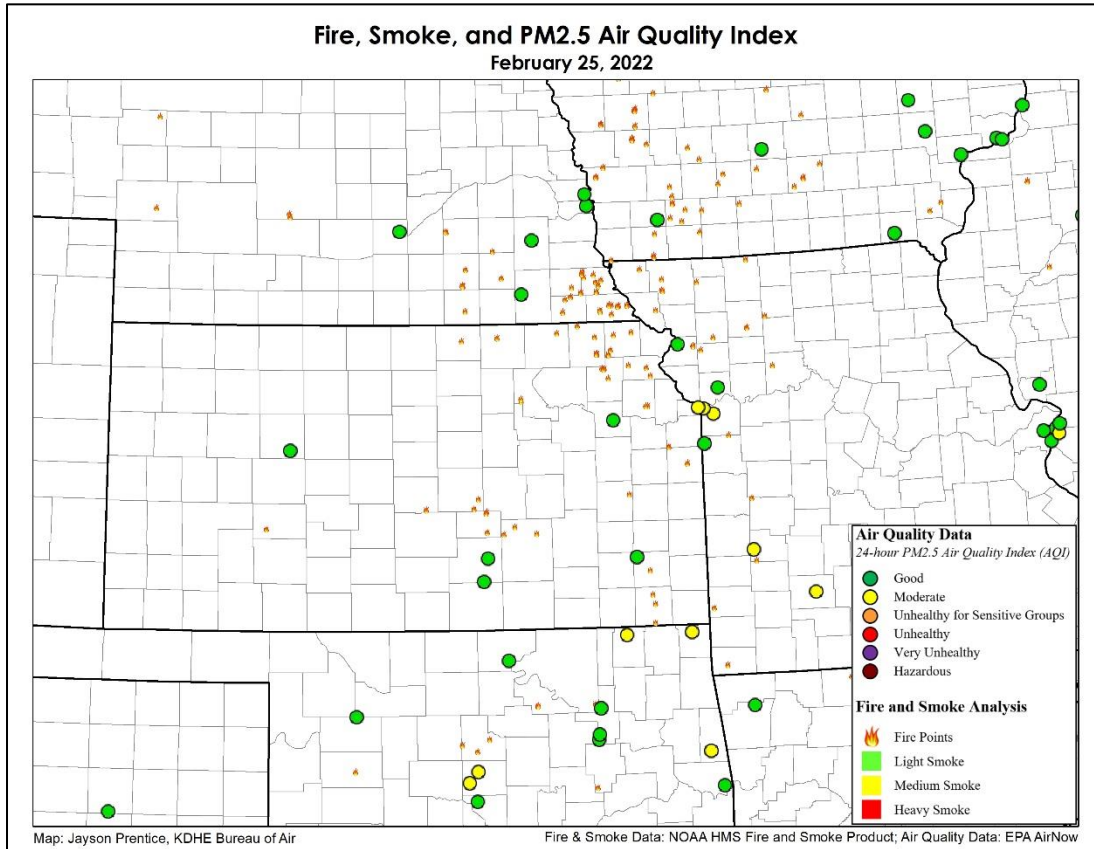 Fire, Smoke, and PM2.5 Air Quality Index
February 25, 2022
Air Quality Data
24-hour PM2.5 Air Quality Index (AQI)
Good
Moderate
Unhealthy for Sensitive Groups
Unhealthy
Very Unhealthy
Hazardous
Fire and Smoke Analysis
Fire Points
Light Smoke
Medium Smoke
Heavy Smoke
Map: Jayson Prentice, KDHE Bureau of Air
Fire & Smoke Data: NOAA HMS Fire and Smoke Product; Air Quality Data: EPA AirNow